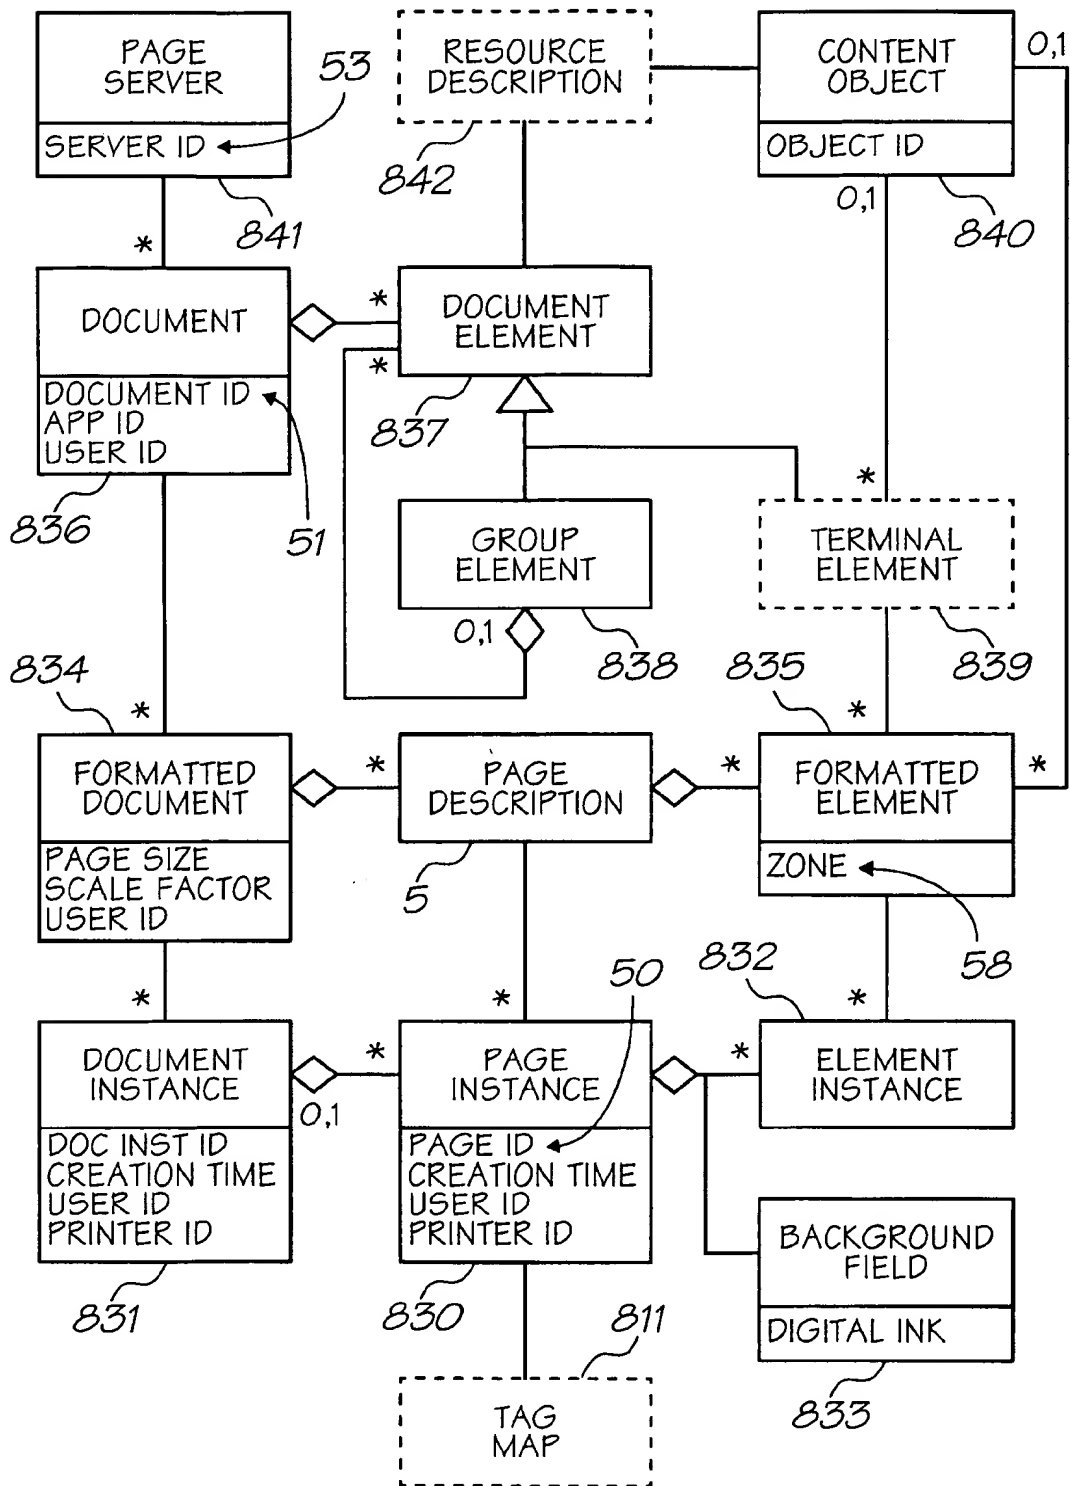 PAGE
SERVER
SERVER ID
53
841
RESOURCE
DESCRIPTION
842
CONTENT
OBJECT
OBJECT ID
0,1
0,1
840
*
DOCUMENT
DOCUMENT ID
APP ID
USER ID
836
51
*
*
DOCUMENT
ELEMENT
837
GROUP
ELEMENT
0,1
838
*
TERMINAL
ELEMENT
839
834
*
FORMATTED
DOCUMENT
PAGE SIZE
SCALE FACTOR
USER ID
*
PAGE
DESCRIPTION
5
835
*
*
*
FORMATTED
ELEMENT
ZONE
58
*
DOCUMENT
INSTANCE
0,1
DOC INST ID
CREATION TIME
USER ID
PRINTER ID
831
*
*
50
PAGE
INSTANCE
PAGE ID
CREATION TIME
USER ID
PRINTER ID
830
832
*
*
ELEMENT
INSTANCE
BACKGROUND
FIELD
DIGITAL INK
833
811
TAG
MAP